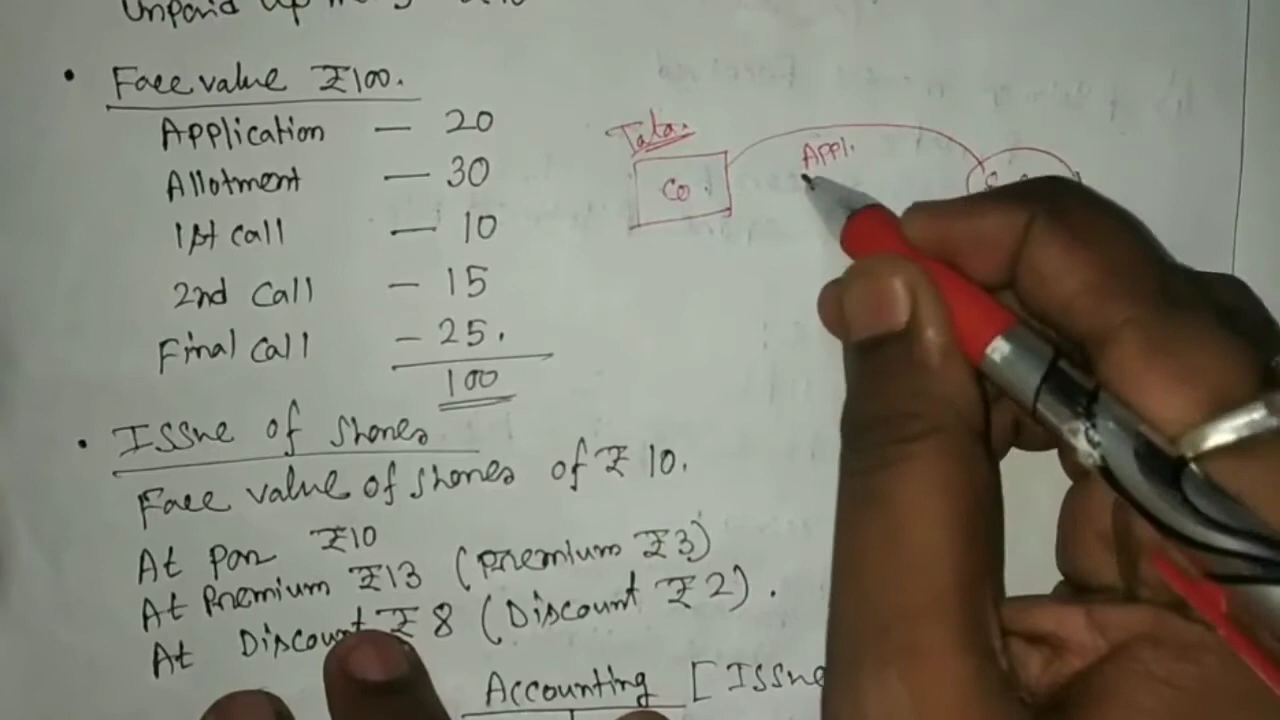 Unpaid up
Face value ₹100.
Application — 20
Allotment — 30
1st call — 10
2nd call — 15
Final call — 25.
100
Tata.
Co.
Appl.
Issue of shares
Face value of shares of ₹10.
At par ₹10
At Premium ₹13 (Premium ₹3)
At Discount ₹8 (Discount ₹2).
Accounting [Issue